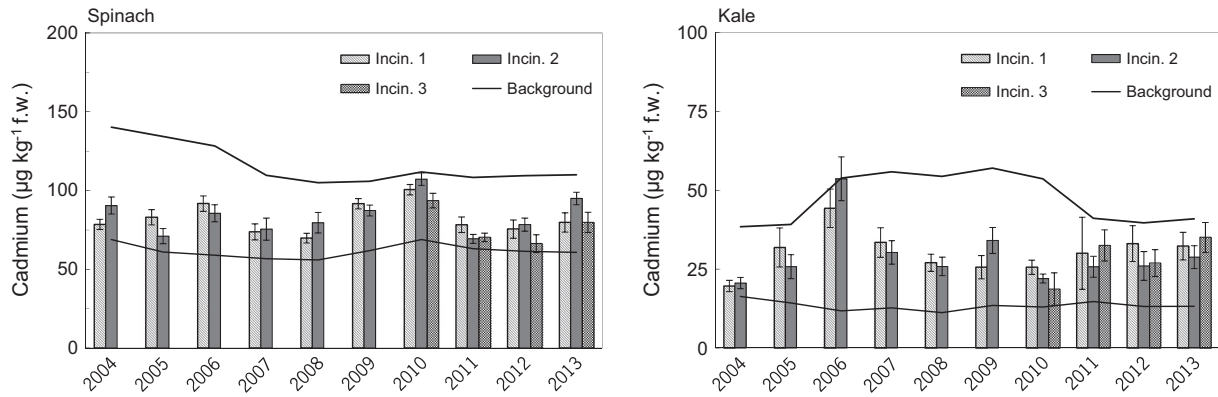 Spinach
Cadmium (µg kg⁻¹ f.w.)
200
150
100
50
0
Incin. 1
Incin. 2
Incin. 3
Background
2004
2005
2006
2007
2008
2009
2010
2011
2012
2013
Kale
Cadmium (µg kg⁻¹ f.w.)
100
75
50
25
0
Incin. 1
Incin. 2
Incin. 3
Background
2004
2005
2006
2007
2008
2009
2010
2011
2012
2013